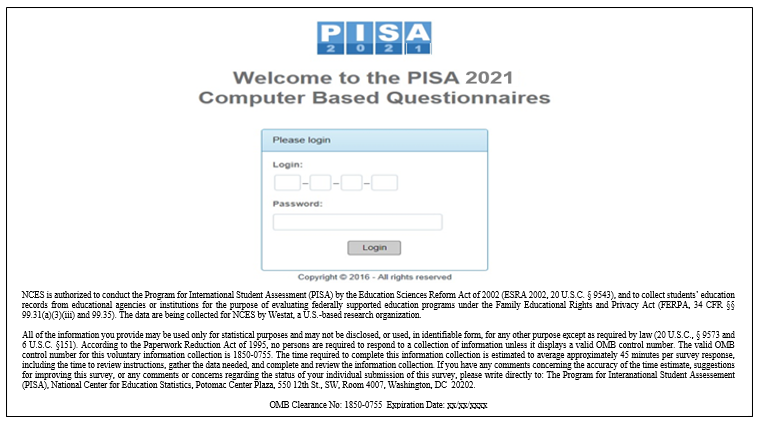 PISA
2021
Welcome to the PISA 2021
Computer Based Questionnaires
Please login
Login:
– – –
Password:
Login
Copyright © 2016 - All rights reserved
NCES is authorized to conduct the Program for International Student Assessment (PISA) by the Education Sciences Reform Act of 2002 (ESRA 2002, 20 U.S.C. § 9543), and to collect students' education
records from educational agencies or institutions for the purpose of evaluating federally supported education programs under the Family Educational Rights and Privacy Act (FERPA, 34 CFR §§
99.31(a)(3)(iii) and 99.35). The data are being collected for NCES by Westat, a U.S.-based research organization.
All of the information you provide may be used only for statistical purposes and may not be disclosed, or used, in identifiable form, for any other purpose except as required by law (20 U.S.C., § 9573 and
6 U.S.C. §151). According to the Paperwork Reduction Act of 1995, no persons are required to respond to a collection of information unless it displays a valid OMB control number. The valid OMB
control number for this voluntary information collection is 1850-0755. The time required to complete this information collection is estimated to average approximately 45 minutes per survey response,
including the time to review instructions, gather the data needed, and complete and review the information collection. If you have any comments concerning the accuracy of the time estimate, suggestions
for improving this survey, or any comments or concerns regarding the status of your individual submission of this survey, please write directly to: The Program for Interanational Student Assessement
(PISA), National Center for Education Statistics, Potomac Center Plaza, 550 12th St., SW, Room 4007, Washington, DC 20202.
OMB Clearance No: 1850-0755 Expiration Date: xx/xx/xxxx